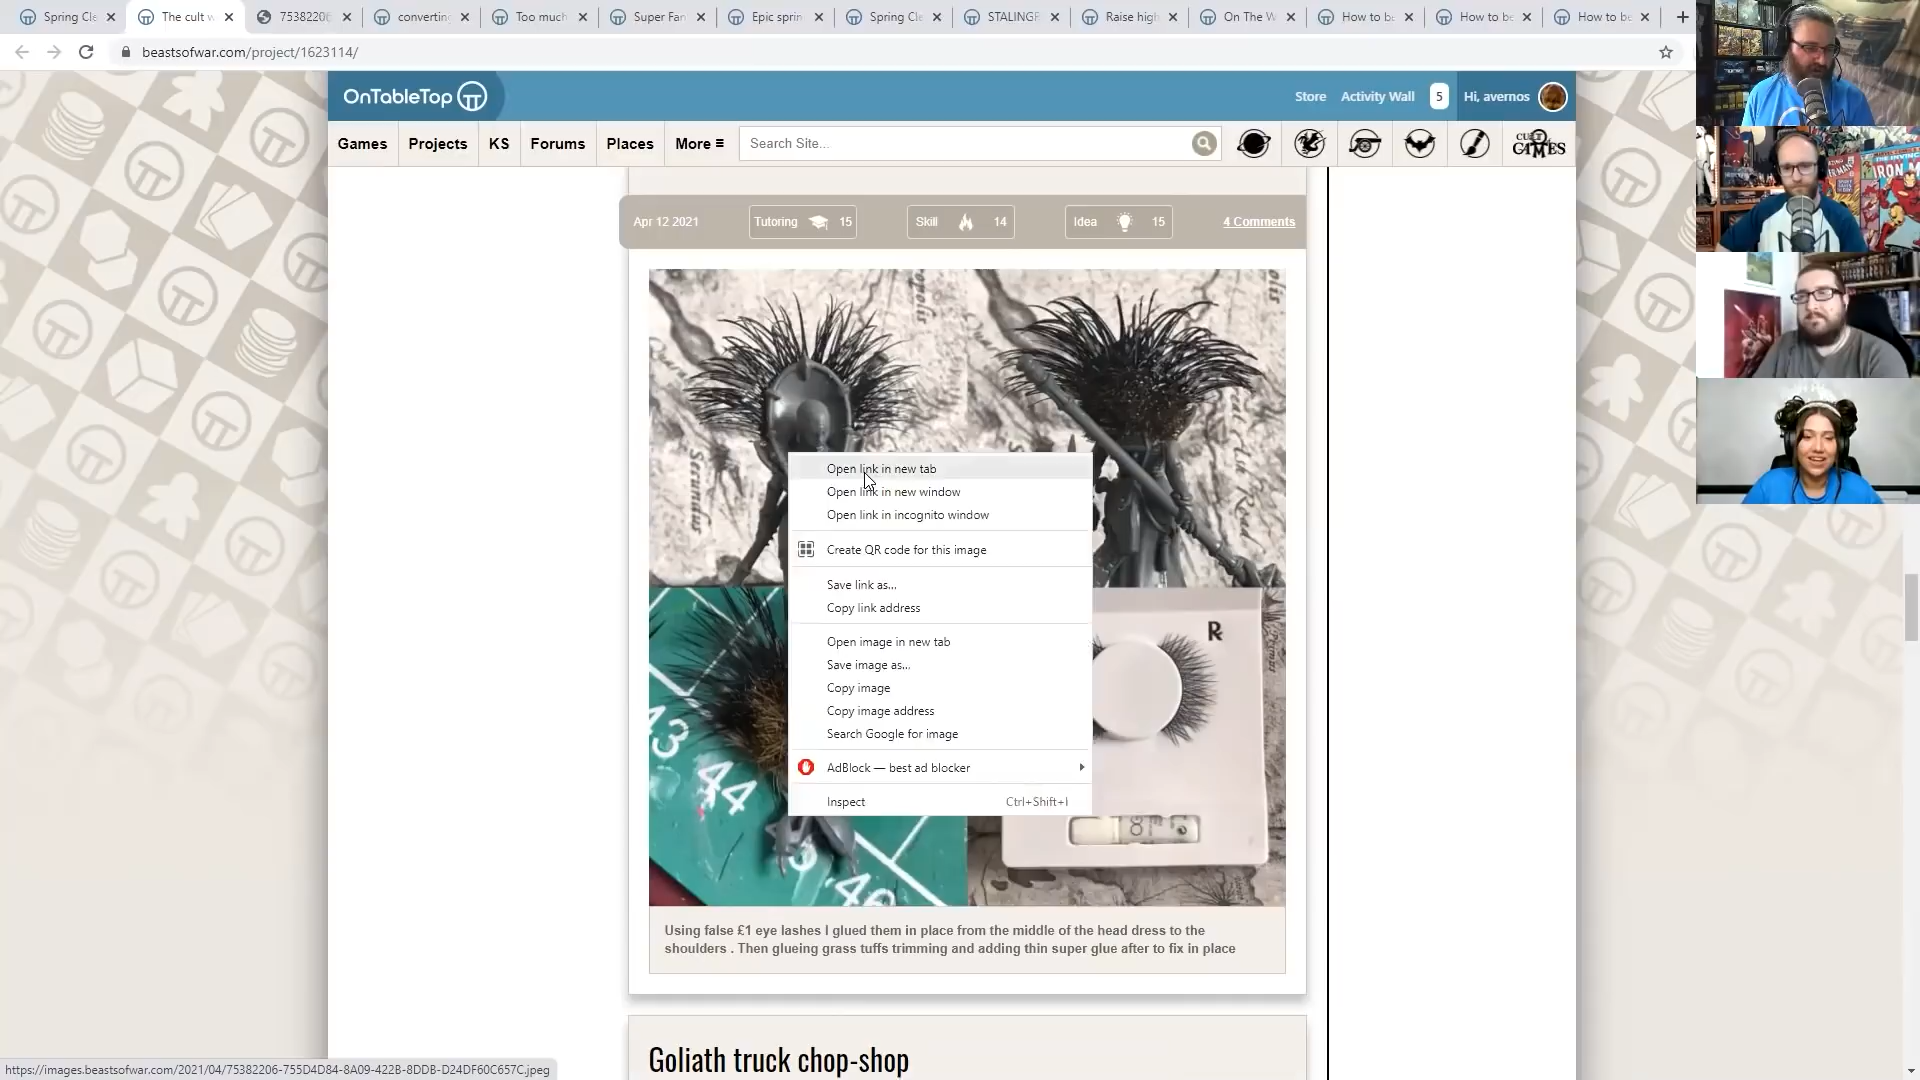 Spring Cle
The cult w
75382206
converting
Too much
Super Fan
Epic sprin
Spring Cle
STALINGR
Raise high
On The W
How to be
How to be
How to be
beastsofwar.com/project/1623114/
OnTableTop
Store
Activity Wall
5
Hi, avernos
Games
Projects
KS
Forums
Places
More
Search Site...
CULT OF GAMES
Apr 12 2021
Tutoring 15
Skill 14
Idea 15
4 Comments
Secundus
Open link in new tab
Open link in new window
Open link in incognito window
Create QR code for this image
Save link as...
Copy link address
Open image in new tab
Save image as...
Copy image
Copy image address
Search Google for image
AdBlock — best ad blocker
Inspect Ctrl+Shift+I
43
44
Using false £1 eye lashes I glued them in place from the middle of the head dress to the
shoulders . Then glueing grass tuffs trimming and adding thin super glue after to fix in place
Goliath truck chop-shop
https://images.beastsofwar.com/2021/04/75382206-755D4D84-8A09-422B-8DDB-D24DF60C657C.jpeg
IRON M